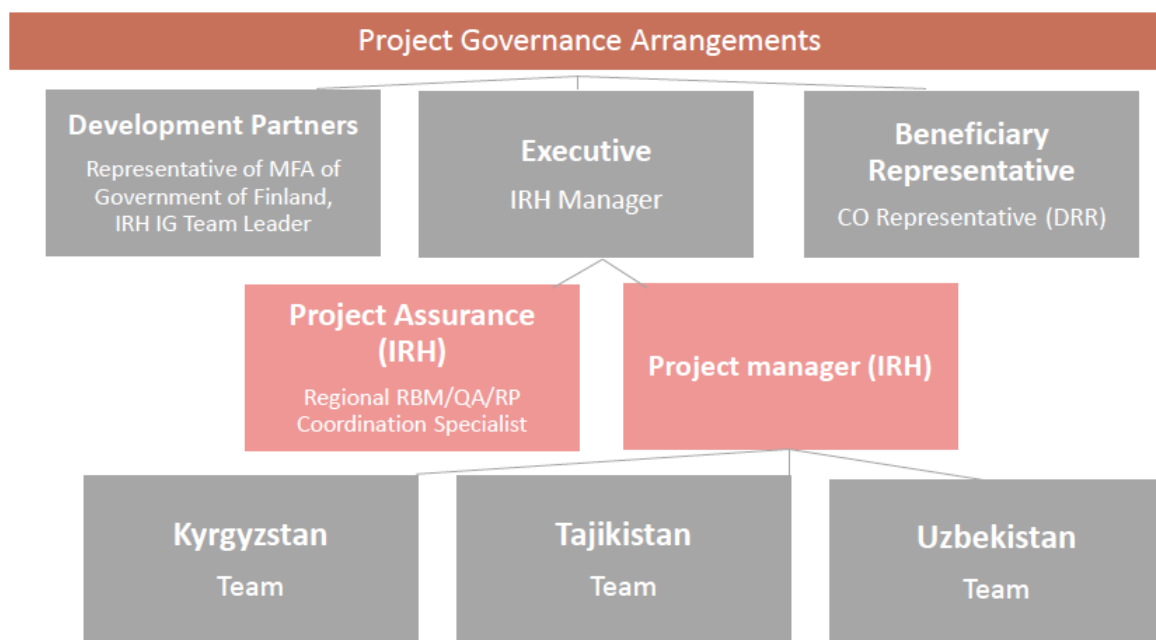 Project Governance Arrangements
Development Partners
Representative of MFA of
Government of Finland,
IRH IG Team Leader
Executive
IRH Manager
Beneficiary
Representative
CO Representative (DRR)
Project Assurance
(IRH)
Regional RBM/QA/RP
Coordination Specialist
Project manager (IRH)
Kyrgyzstan
Team
Tajikistan
Team
Uzbekistan
Team